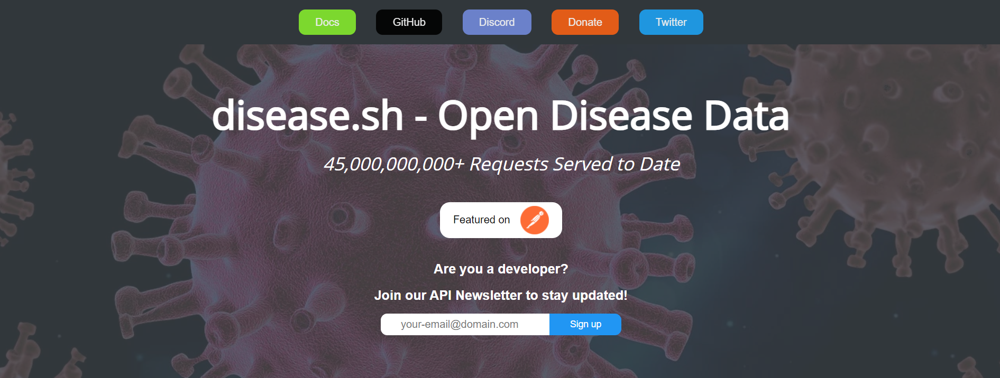 Docs GitHub Discord Donate Twitter
disease.sh - Open Disease Data
45,000,000,000+ Requests Served to Date
Featured on
Are you a developer?
Join our API Newsletter to stay updated!
your-email@domain.com Sign up